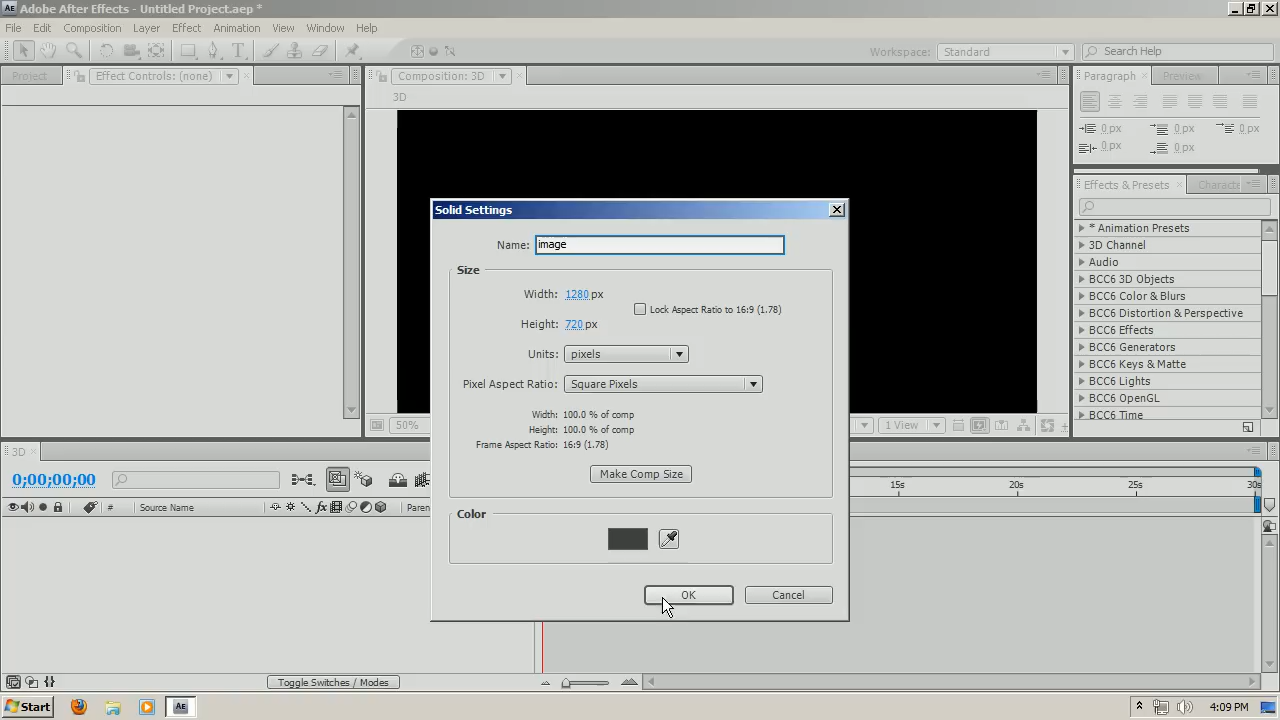 Adobe After Effects - Untitled Project.aep *
File Edit Composition Layer Effect Animation View Window Help
Workspace: Standard Search Help
Project Effect Controls: (none) Composition: 3D Paragraph Preview
3D
0 px 0 px 0 px
0 px 0 px
Effects & Presets
* Animation Presets
3D Channel
Audio
BCC6 3D Objects
BCC6 Color & Blurs
BCC6 Distortion & Perspective
BCC6 Effects
BCC6 Generators
BCC6 Keys & Matte
BCC6 Lights
BCC6 OpenGL
BCC6 Time
Solid Settings
Name: image
Size
Width: 1280 px
Lock Aspect Ratio to 16:9 (1.78)
Height: 720 px
Units: pixels
Pixel Aspect Ratio: Square Pixels
Width: 100.0 % of comp
Height: 100.0 % of comp
Frame Aspect Ratio: 16:9 (1.78)
Make Comp Size
Color
OK Cancel
50% 1 View
3D
0;00;00;00
15s 20s 25s 30s
# Source Name Paren
Toggle Switches / Modes
Start 4:09 PM